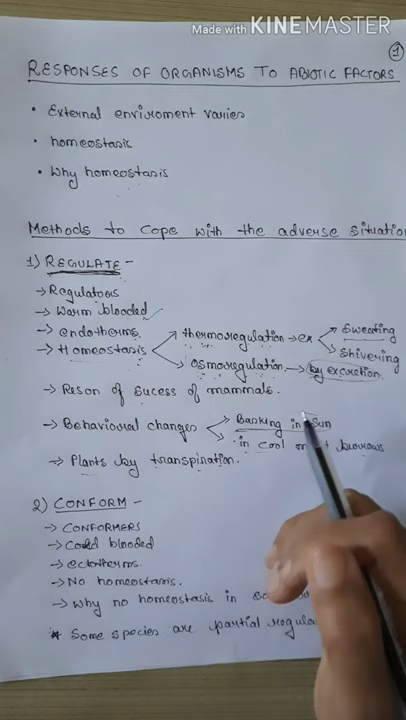 Made with KINEMASTER
1
RESPONSES OF ORGANISMS TO ABIOTIC FACTORS
• External enviroment varies
• homeostasis
• Why homeostasis
Methods to Cope with the adverse situation
1) REGULATE -
→ Regulators
→ Warm blooded
→ endotherms
→ Homeostasis → thermoregulation → ex → Sweating
→ Shivering
→ osmoregulation → by excretion.
→ Reson of sucess of mammals.
→ Behavioural changes → Basking in Sun
→ in cool burrows
→ Plants by transpiration.
2) CONFORM -
→ CONFORMERS
→ Cold blooded
→ ectotherms.
→ No homeostasis.
→ Why no homeostasis in
* Some species are partial